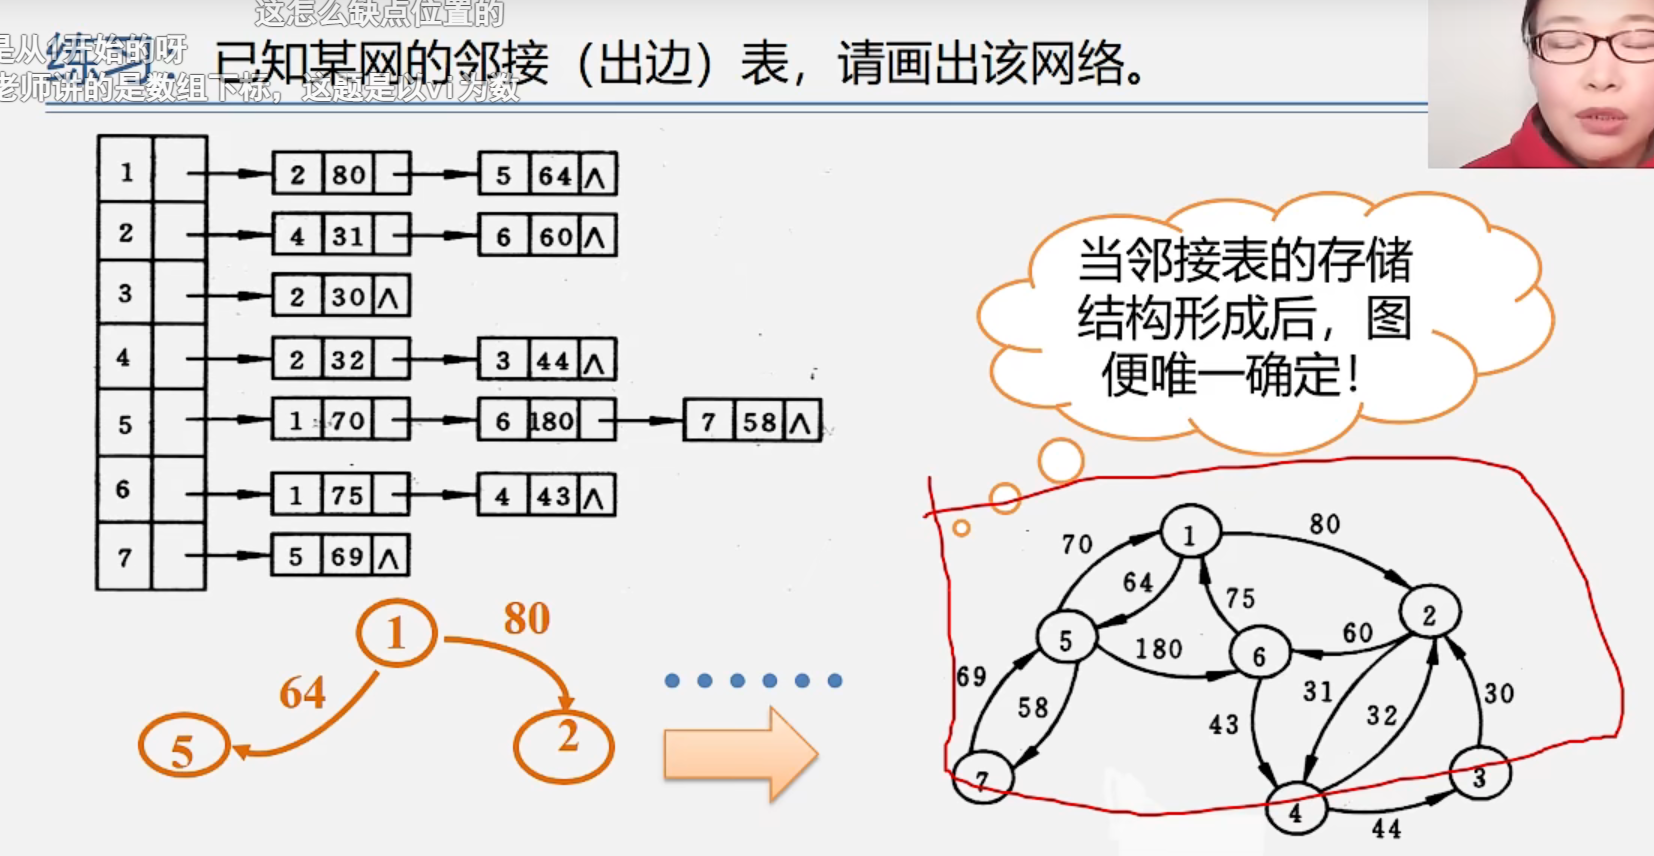 这怎么缺点位置的
是从1开始的呀
练习：已知某网的邻接（出边）表，请画出该网络。
老师讲的是数组下标，这题是以vi为数
1 2 80 5 64 ∧
2 4 31 6 60 ∧
3 2 30 ∧
4 2 32 3 44 ∧
5 1 70 6 180 7 58 ∧
6 1 75 4 43 ∧
7 5 69 ∧
当邻接表的存储
结构形成后，图
便唯一确定！
1 80
64
5 2
80
70 1
64
75 2
60
5 180 6
69
31 30
58 32
43
7 3
4
44